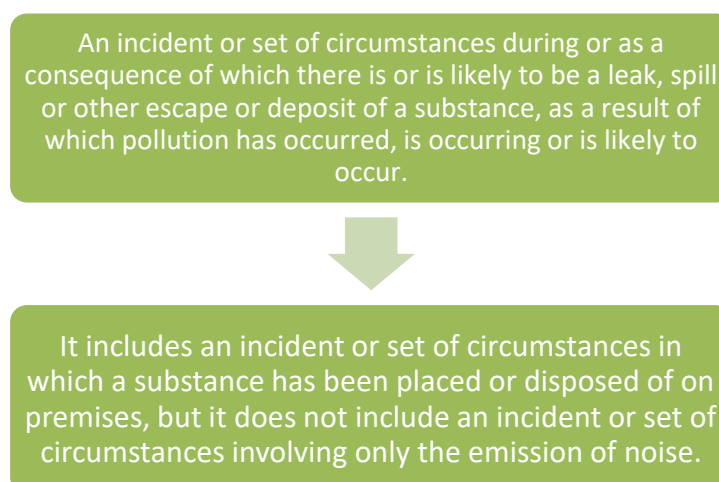 An incident or set of circumstances during or as a
consequence of which there is or is likely to be a leak, spill
or other escape or deposit of a substance, as a result of
which pollution has occurred, is occurring or is likely to
occur.
It includes an incident or set of circumstances in
which a substance has been placed or disposed of on
premises, but it does not include an incident or set of
circumstances involving only the emission of noise.